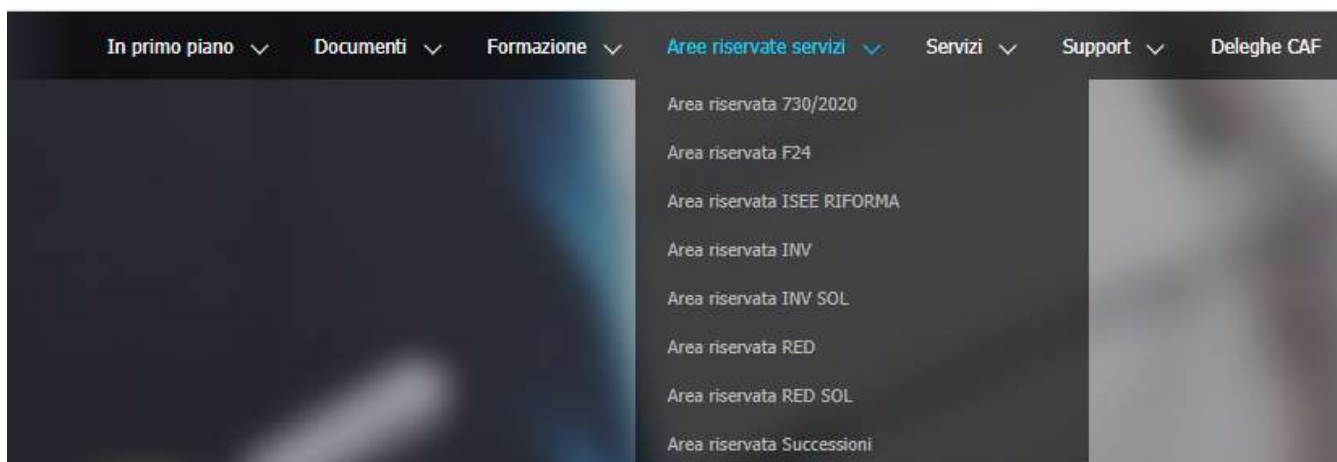 In primo piano Documenti Formazione Aree riservate servizi Servizi Support Deleghe CAF
Area riservata 730/2020
Area riservata F24
Area riservata ISEE RIFORMA
Area riservata INV
Area riservata INV SOL
Area riservata RED
Area riservata RED SOL
Area riservata Successioni